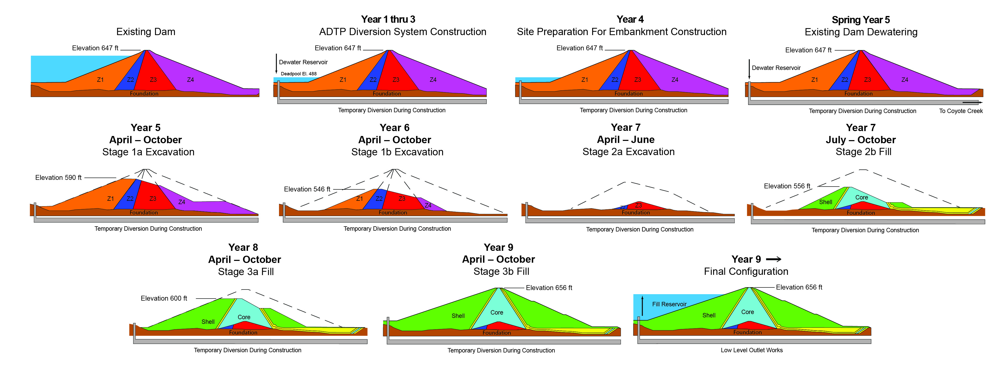 Existing Dam
Elevation 647 ft
Z1
Z2
Z3
Z4
Foundation
Year 1 thru 3
ADTP Diversion System Construction
Elevation 647 ft
Dewater Reservoir
Deadpool El. 488
Z1
Z2
Z3
Z4
Foundation
Temporary Diversion During Construction
Year 4
Site Preparation For Embankment Construction
Elevation 647 ft
Z1
Z2
Z3
Z4
Foundation
Temporary Diversion During Construction
Spring Year 5
Existing Dam Dewatering
Elevation 647 ft
Dewater Reservoir
Z1
Z2
Z3
Z4
Foundation
Temporary Diversion During Construction
To Coyote Creek
Year 5
April – October
Stage 1a Excavation
Elevation 590 ft
Z1
Z2
Z3
Z4
Foundation
Temporary Diversion During Construction
Year 6
April – October
Stage 1b Excavation
Elevation 546 ft
Z1
Z2
Z3
Z4
Foundation
Temporary Diversion During Construction
Year 7
April – June
Stage 2a Excavation
Z2
Z3
Foundation
Temporary Diversion During Construction
Year 7
July – October
Stage 2b Fill
Elevation 556 ft
Shell
Core
Foundation
Temporary Diversion During Construction
Year 8
April – October
Stage 3a Fill
Elevation 600 ft
Shell
Core
Foundation
Temporary Diversion During Construction
Year 9
April – October
Stage 3b Fill
Elevation 656 ft
Shell
Core
Foundation
Temporary Diversion During Construction
Year 9
Final Configuration
Elevation 656 ft
Fill Reservoir
Shell
Core
Foundation
Low Level Outlet Works